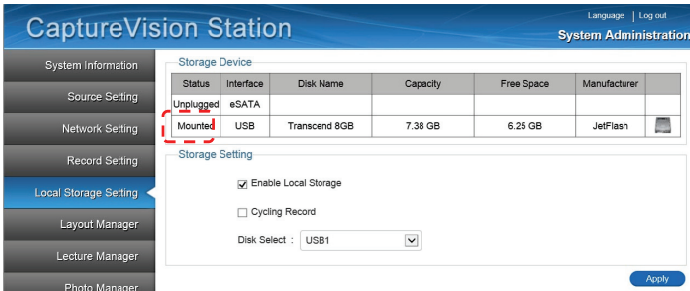 CaptureVision Station
Language | Log out
System Administration
System Information
Source Setting
Network Setting
Record Setting
Local Storage Setting
Layout Manager
Lecture Manager
Photo Manager
Storage Device
Status Interface Disk Name Capacity Free Space Manufacturer
Unplugged eSATA
Mounted USB Transcend 8GB 7.38 GB 6.25 GB JetFlash
Storage Setting
Enable Local Storage
Cycling Record
Disk Select : USB1
Apply